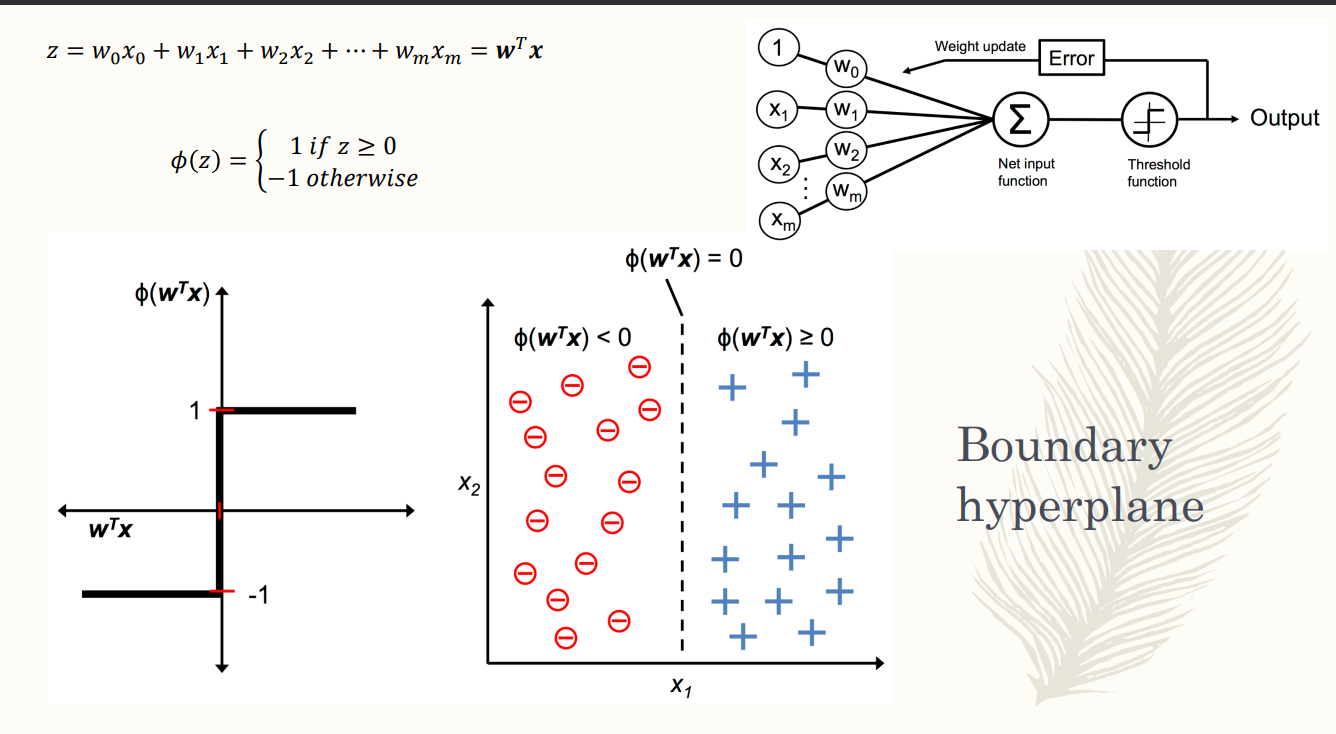 z = w₀x₀ + w₁x₁ + w₂x₂ + ⋯ + wₘxₘ = wᵀx
ϕ(z) = { 1 if z ≥ 0
−1 otherwise
1
w₀
Weight update
Error
x₁
w₁
Σ
Output
x₂
w₂
Net input
function
Threshold
function
⋮
wₘ
xₘ
ϕ(wᵀx)
1
wᵀx
-1
ϕ(wᵀx) = 0
ϕ(wᵀx) < 0
ϕ(wᵀx) ≥ 0
x₂
x₁
Boundary
hyperplane